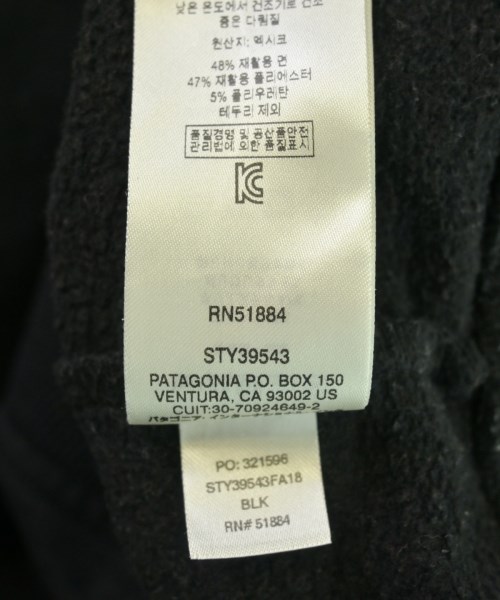 낮은 온도에서 건조기로 건조
좁은 다림질
원산지: 멕시코
48% 재활용 면
47% 재활용 폴리에스터
5% 폴리우레탄
테두리 제외
품질경영 및 공산품안전
관리법에 의한 품질표시
RN51884
STY39543
PATAGONIA P.O. BOX 150
VENTURA, CA 93002 US
CUIT:30-70924649-2
PO: 321596
STY39543FA18
BLK
RN# 51884